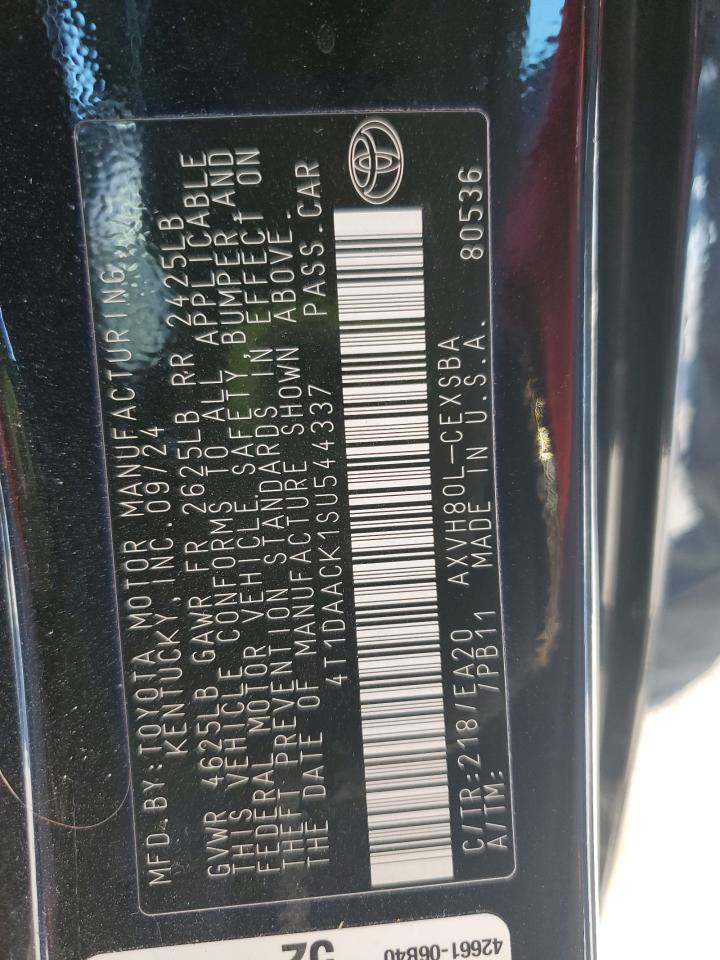 MFD.BY:TOYOTA MOTOR MANUFACTURING,
KENTUCKY, INC. 09/24
GVWR 4625LB GAWR FR 2625LB RR 2425LB
THIS VEHICLE CONFORMS TO ALL APPLICABLE
FEDERAL MOTOR VEHICLE SAFETY,BUMPER,AND
THEFT PREVENTION STANDARDS IN EFFECT ON
THE DATE OF MANUFACTURE SHOWN ABOVE.
4T1DAACK1SU544337 PASS.CAR
C/TR:218/EA20 AXVH80L-CEXSBA 80536
A/TM: 7PB11 MADE IN U.S.A.
42661-06B40